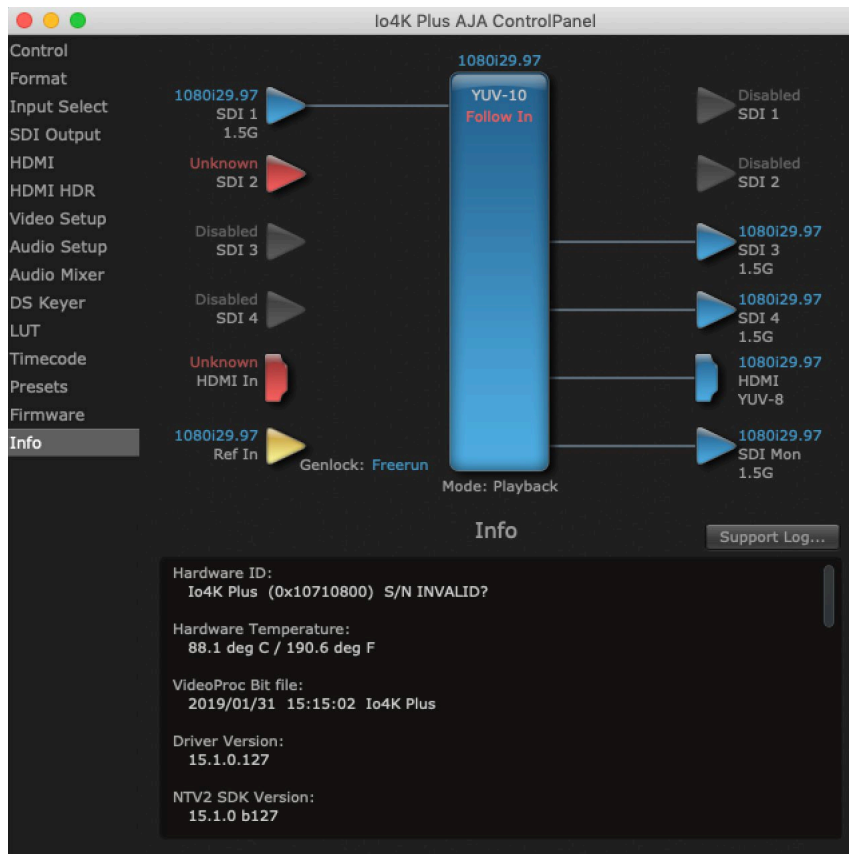 Io4K Plus AJA ControlPanel
Control
Format
Input Select
SDI Output
HDMI
HDMI HDR
Video Setup
Audio Setup
Audio Mixer
DS Keyer
LUT
Timecode
Presets
Firmware
Info
1080i29.97
SDI 1
1.5G
Unknown
SDI 2
Disabled
SDI 3
Disabled
SDI 4
Unknown
HDMI In
1080i29.97
Ref In
Genlock: Freerun
1080i29.97
YUV-10
Follow In
Mode: Playback
Disabled
SDI 1
Disabled
SDI 2
1080i29.97
SDI 3
1.5G
1080i29.97
SDI 4
1.5G
1080i29.97
HDMI
YUV-8
1080i29.97
SDI Mon
1.5G
Info
Support Log...
Hardware ID:
Io4K Plus (0x10710800) S/N INVALID?
Hardware Temperature:
88.1 deg C / 190.6 deg F
VideoProc Bit file:
2019/01/31 15:15:02 Io4K Plus
Driver Version:
15.1.0.127
NTV2 SDK Version:
15.1.0 b127